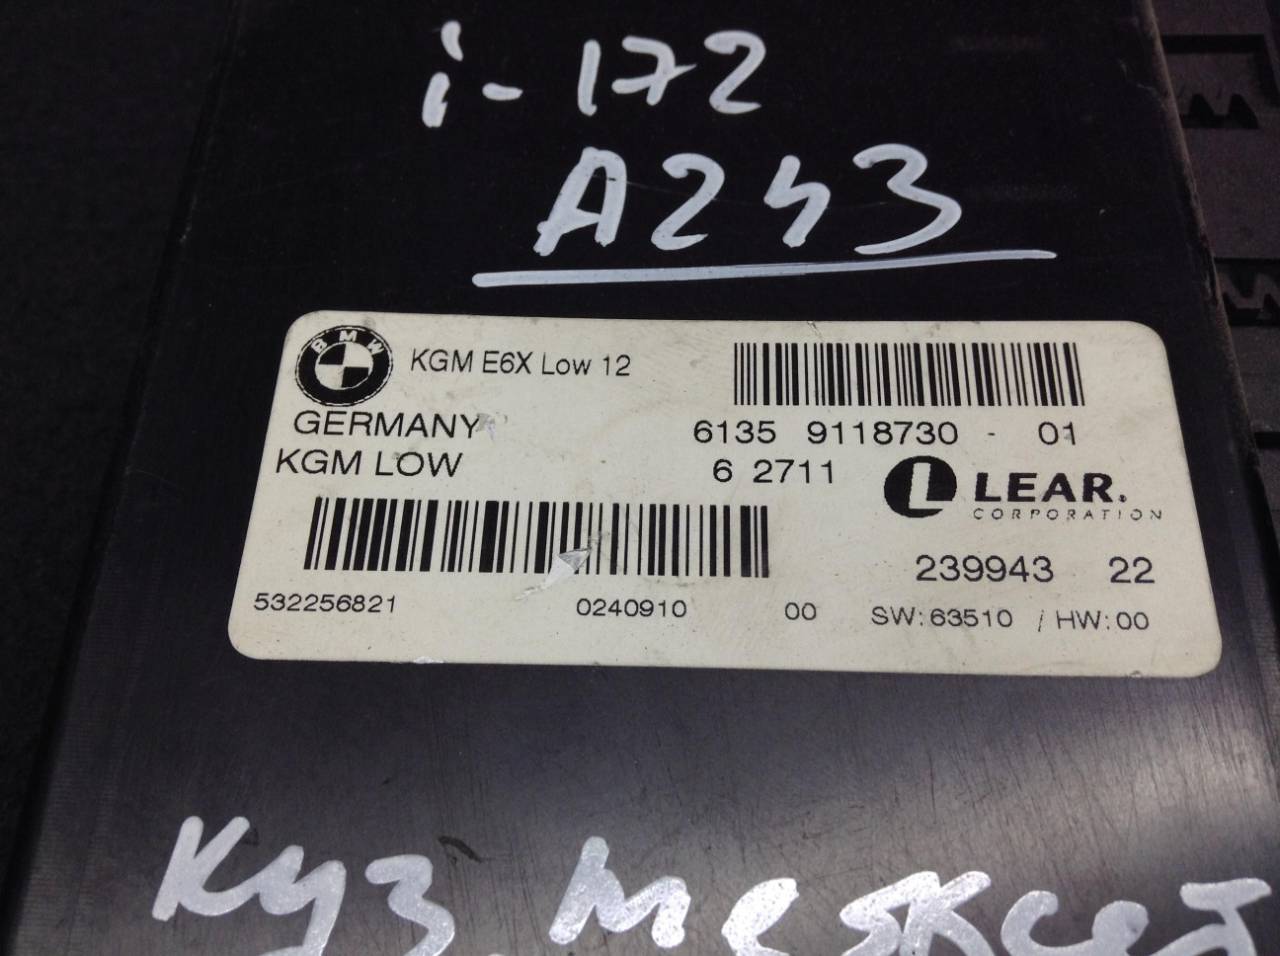 i-172
A243
BMW
KGM E6X Low 12
GERMANY
6135 9118730 - 01
KGM LOW
6 2711
LEAR.
CORPORATION
239943 22
532256821 0240910 00 SW:63510 / HW:00
Куз.